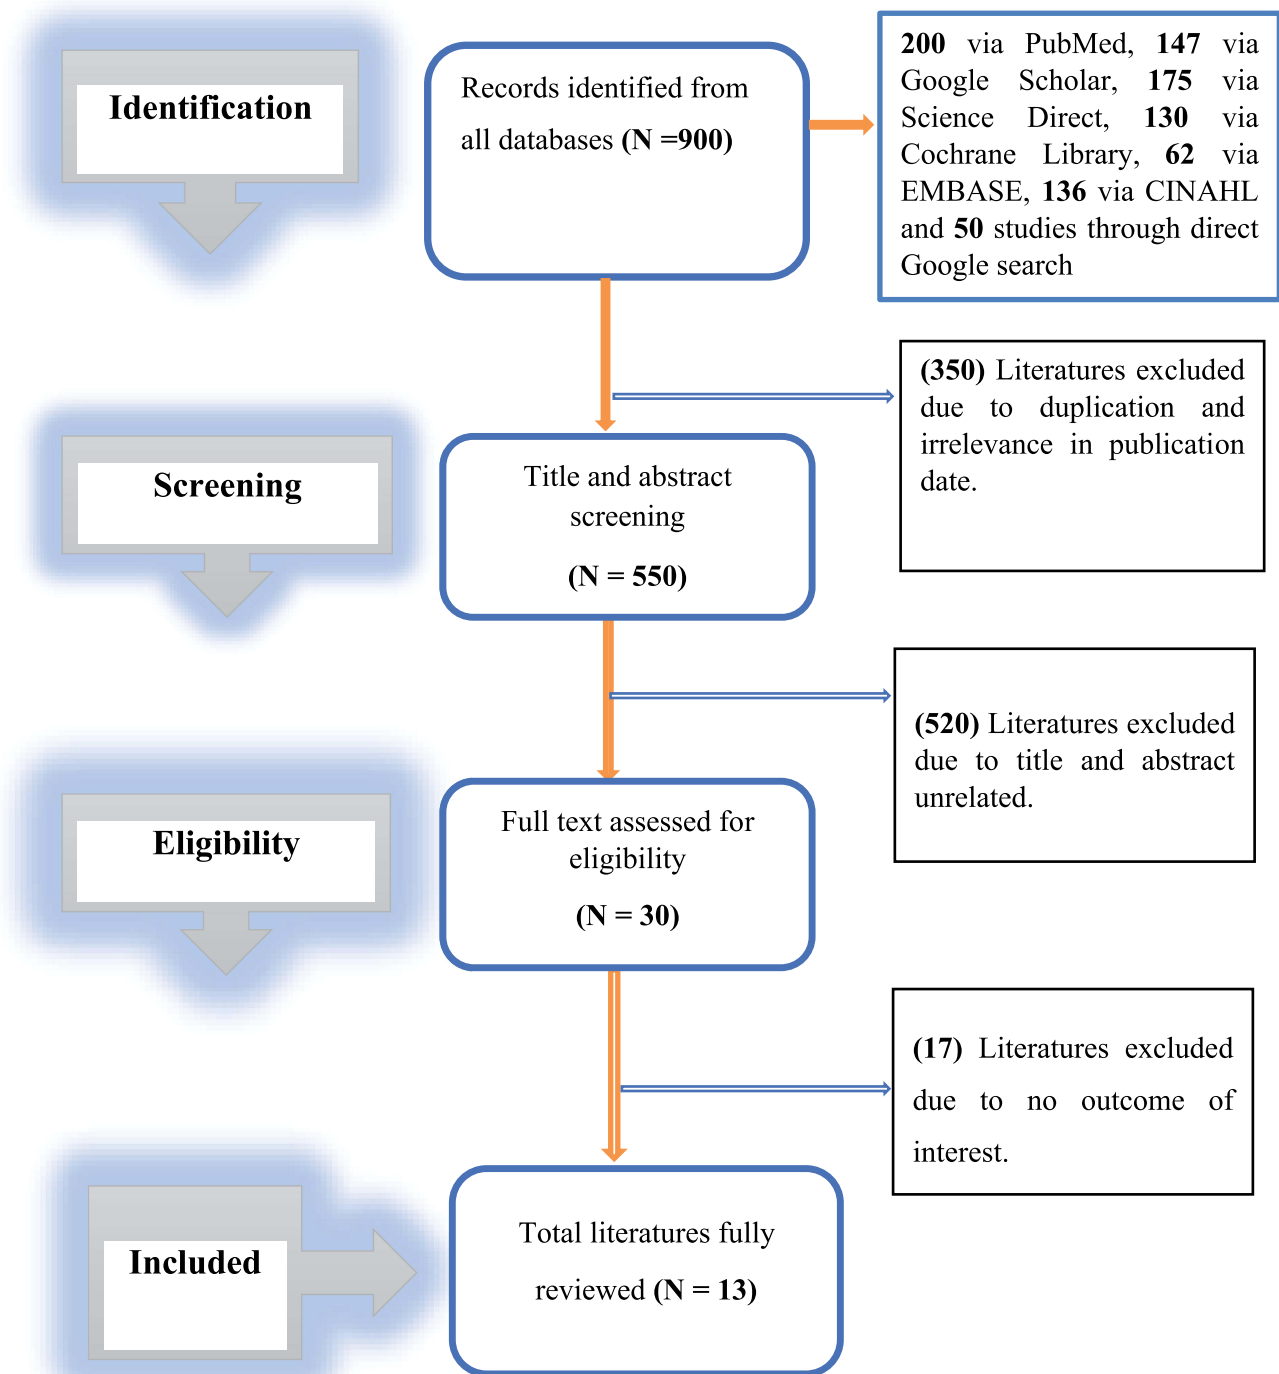 Identification
Records identified from
all databases (N =900)
200 via PubMed, 147 via
Google Scholar, 175 via
Science Direct, 130 via
Cochrane Library, 62 via
EMBASE, 136 via CINAHL
and 50 studies through direct
Google search
(350) Literatures excluded
due to duplication and
irrelevance in publication
date.
Screening
Title and abstract
screening
(N = 550)
(520) Literatures excluded
due to title and abstract
unrelated.
Eligibility
Full text assessed for
eligibility
(N = 30)
(17) Literatures excluded
due to no outcome of
interest.
Included
Total literatures fully
reviewed (N = 13)